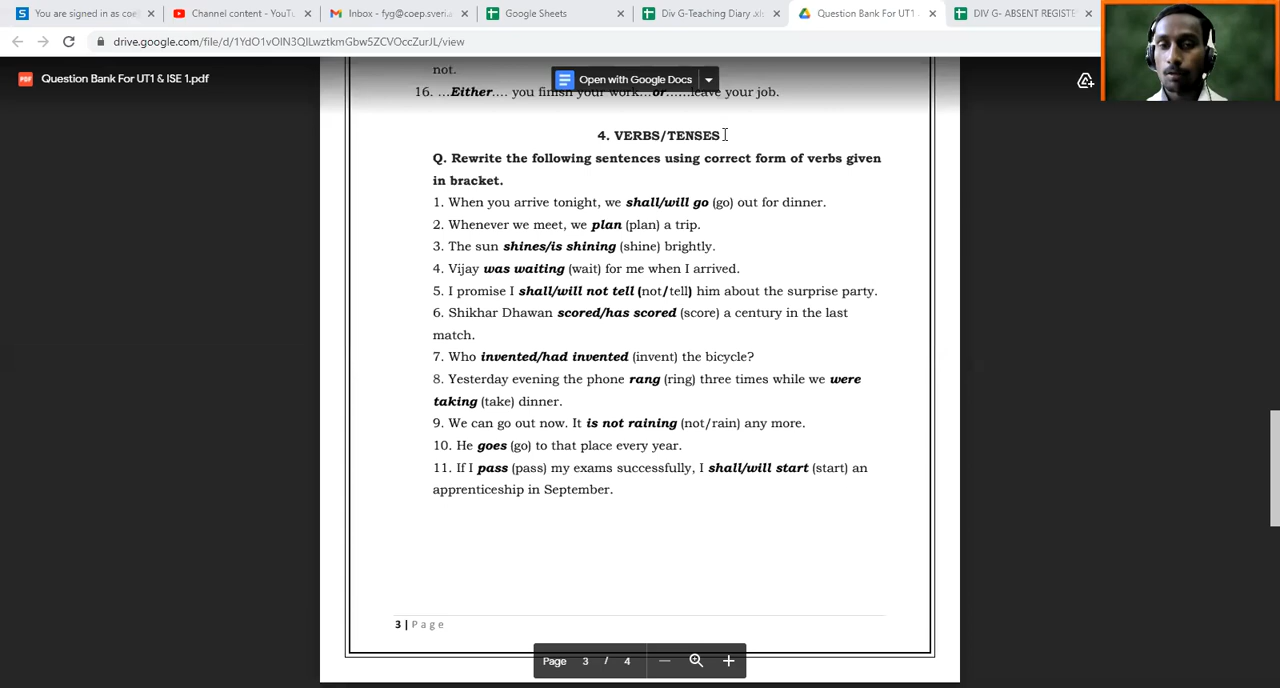 You are signed in as coe
Channel content - YouTu
Inbox - fyg@coep.sveri.a
Google Sheets
Div G-Teaching Diary .xls
Question Bank For UT1
DIV G- ABSENT REGISTE
drive.google.com/file/d/1YdO1vOlN3QlLwztkmGbw5ZCVOccZurJL/view
Question Bank For UT1 & ISE 1.pdf
Open with Google Docs
not.
16. ...Either.... you finish your work...or......leave your job.
4. VERBS/TENSES
Q. Rewrite the following sentences using correct form of verbs given
in bracket.
1. When you arrive tonight, we shall/will go (go) out for dinner.
2. Whenever we meet, we plan (plan) a trip.
3. The sun shines/is shining (shine) brightly.
4. Vijay was waiting (wait) for me when I arrived.
5. I promise I shall/will not tell (not/tell) him about the surprise party.
6. Shikhar Dhawan scored/has scored (score) a century in the last
match.
7. Who invented/had invented (invent) the bicycle?
8. Yesterday evening the phone rang (ring) three times while we were
taking (take) dinner.
9. We can go out now. It is not raining (not/rain) any more.
10. He goes (go) to that place every year.
11. If I pass (pass) my exams successfully, I shall/will start (start) an
apprenticeship in September.
3 | Page
Page 3 / 4